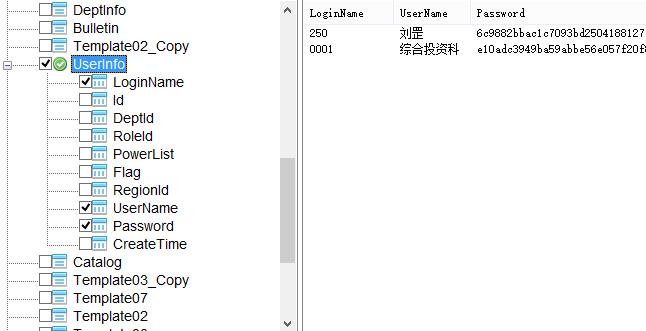 DeptInfo
Bulletin
Template02_Copy
UserInfo
LoginName
Id
DeptId
RoleId
PowerList
Flag
RegionId
UserName
Password
CreateTime
Catalog
Template03_Copy
Template07
Template02
LoginName UserName Password
250 刘罡 6c9882bbac1c7093bd2504188127
0001 综合投资科 e10adc3949ba59abbe56e057f20f8